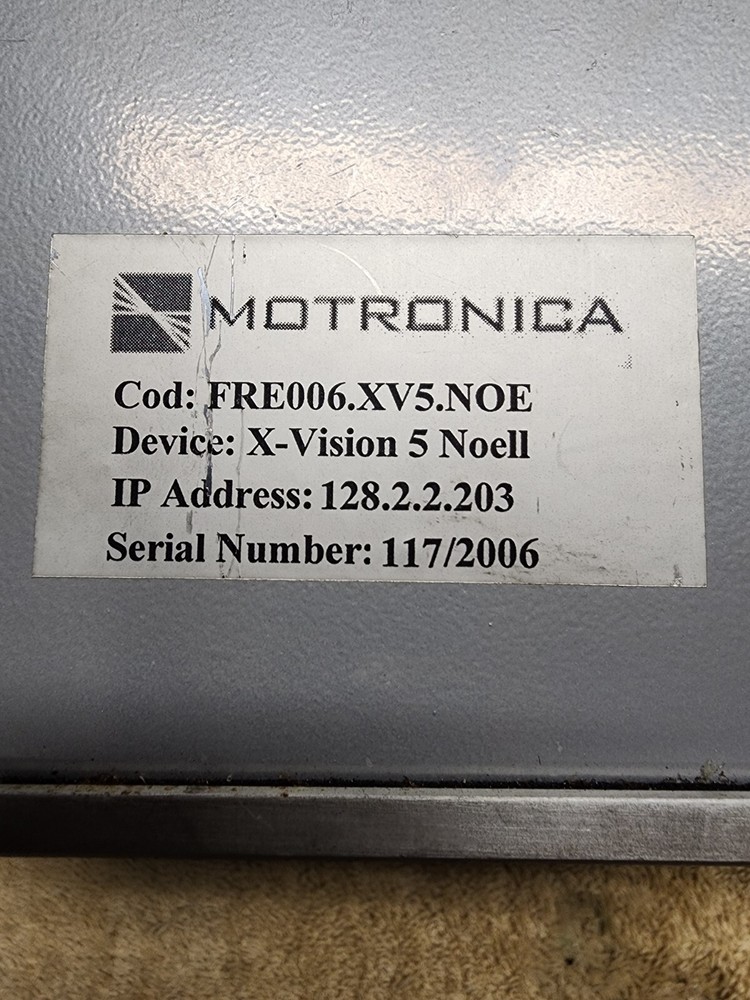 MOTRONICA
Cod: FRE006.XV5.NOE
Device: X-Vision 5 Noell
IP Address: 128.2.2.203
Serial Number: 117/2006